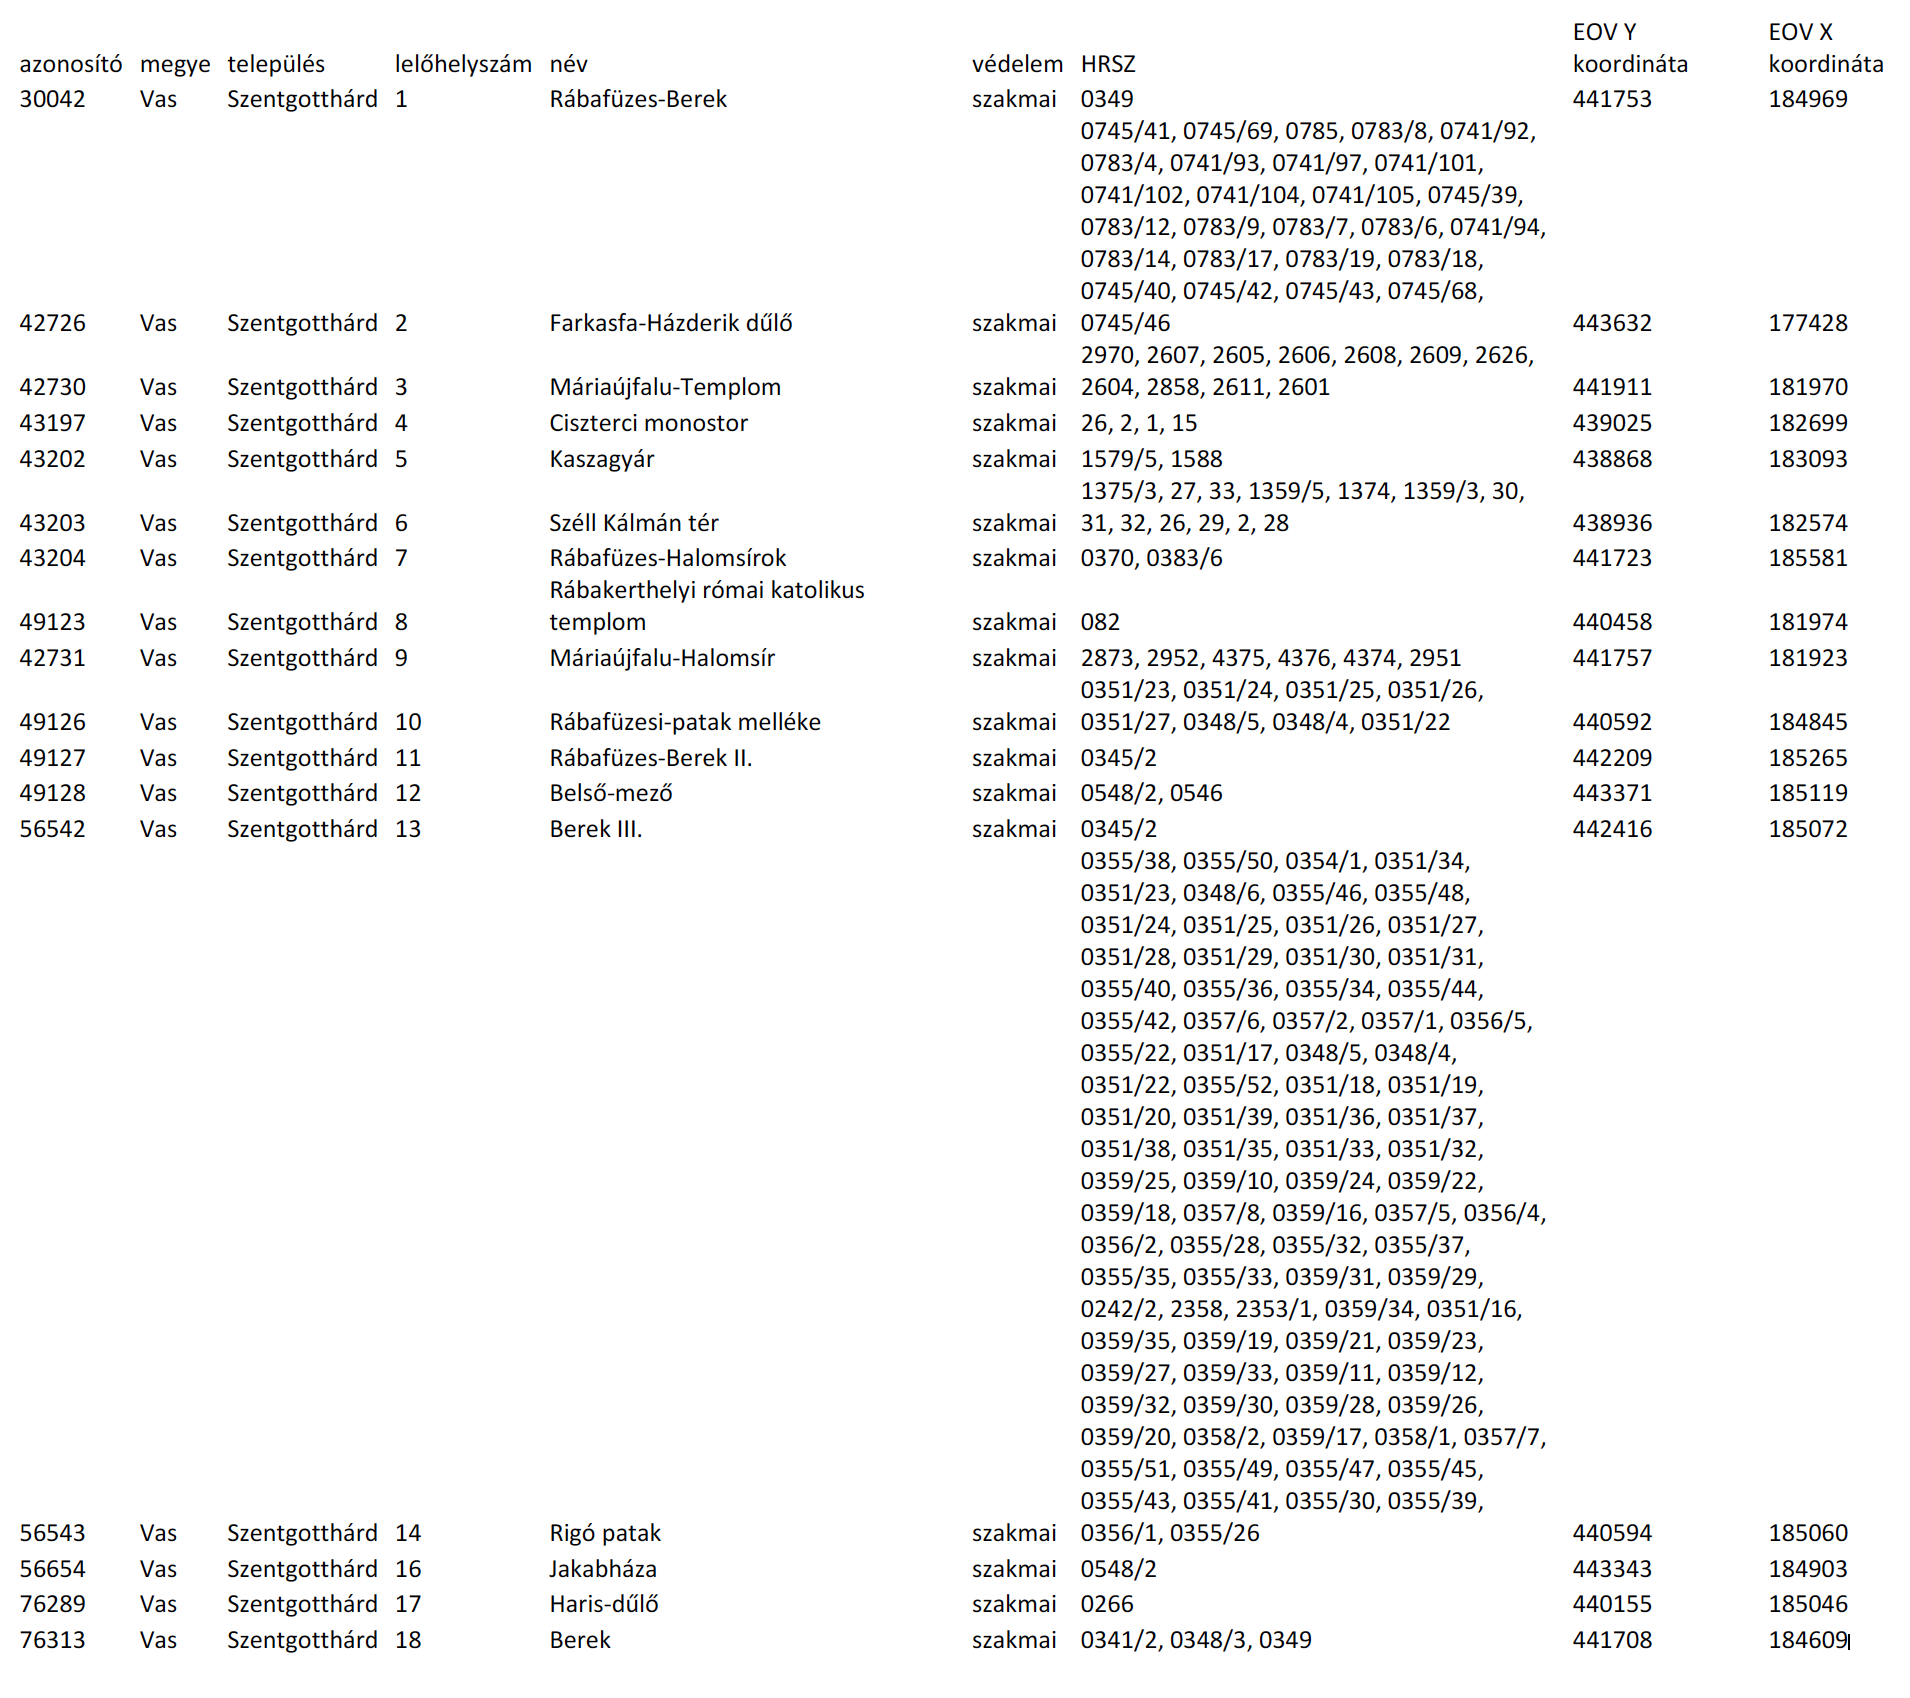 EOV Y EOV X
azonosító megye település lelőhelyszám név védelem HRSZ koordináta koordináta
30042 Vas Szentgotthárd 1 Rábafüzes-Berek szakmai 0349 441753 184969
0745/41, 0745/69, 0785, 0783/8, 0741/92,
0783/4, 0741/93, 0741/97, 0741/101,
0741/102, 0741/104, 0741/105, 0745/39,
0783/12, 0783/9, 0783/7, 0783/6, 0741/94,
0783/14, 0783/17, 0783/19, 0783/18,
0745/40, 0745/42, 0745/43, 0745/68,
42726 Vas Szentgotthárd 2 Farkasfa-Házderik dűlő szakmai 0745/46 443632 177428
2970, 2607, 2605, 2606, 2608, 2609, 2626,
42730 Vas Szentgotthárd 3 Máriaújfalu-Templom szakmai 2604, 2858, 2611, 2601 441911 181970
43197 Vas Szentgotthárd 4 Ciszterci monostor szakmai 26, 2, 1, 15 439025 182699
43202 Vas Szentgotthárd 5 Kaszagyár szakmai 1579/5, 1588 438868 183093
1375/3, 27, 33, 1359/5, 1374, 1359/3, 30,
43203 Vas Szentgotthárd 6 Széll Kálmán tér szakmai 31, 32, 26, 29, 2, 28 438936 182574
43204 Vas Szentgotthárd 7 Rábafüzes-Halomsírok szakmai 0370, 0383/6 441723 185581
Rábakerthelyi római katolikus
49123 Vas Szentgotthárd 8 templom szakmai 082 440458 181974
42731 Vas Szentgotthárd 9 Máriaújfalu-Halomsír szakmai 2873, 2952, 4375, 4376, 4374, 2951 441757 181923
0351/23, 0351/24, 0351/25, 0351/26,
49126 Vas Szentgotthárd 10 Rábafüzesi-patak melléke szakmai 0351/27, 0348/5, 0348/4, 0351/22 440592 184845
49127 Vas Szentgotthárd 11 Rábafüzes-Berek II. szakmai 0345/2 442209 185265
49128 Vas Szentgotthárd 12 Belső-mező szakmai 0548/2, 0546 443371 185119
56542 Vas Szentgotthárd 13 Berek III. szakmai 0345/2 442416 185072
0355/38, 0355/50, 0354/1, 0351/34,
0351/23, 0348/6, 0355/46, 0355/48,
0351/24, 0351/25, 0351/26, 0351/27,
0351/28, 0351/29, 0351/30, 0351/31,
0355/40, 0355/36, 0355/34, 0355/44,
0355/42, 0357/6, 0357/2, 0357/1, 0356/5,
0355/22, 0351/17, 0348/5, 0348/4,
0351/22, 0355/52, 0351/18, 0351/19,
0351/20, 0351/39, 0351/36, 0351/37,
0351/38, 0351/35, 0351/33, 0351/32,
0359/25, 0359/10, 0359/24, 0359/22,
0359/18, 0357/8, 0359/16, 0357/5, 0356/4,
0356/2, 0355/28, 0355/32, 0355/37,
0355/35, 0355/33, 0359/31, 0359/29,
0242/2, 2358, 2353/1, 0359/34, 0351/16,
0359/35, 0359/19, 0359/21, 0359/23,
0359/27, 0359/33, 0359/11, 0359/12,
0359/32, 0359/30, 0359/28, 0359/26,
0359/20, 0358/2, 0359/17, 0358/1, 0357/7,
0355/51, 0355/49, 0355/47, 0355/45,
0355/43, 0355/41, 0355/30, 0355/39,
56543 Vas Szentgotthárd 14 Rigó patak szakmai 0356/1, 0355/26 440594 185060
56654 Vas Szentgotthárd 16 Jakabháza szakmai 0548/2 443343 184903
76289 Vas Szentgotthárd 17 Haris-dűlő szakmai 0266 440155 185046
76313 Vas Szentgotthárd 18 Berek szakmai 0341/2, 0348/3, 0349 441708 184609